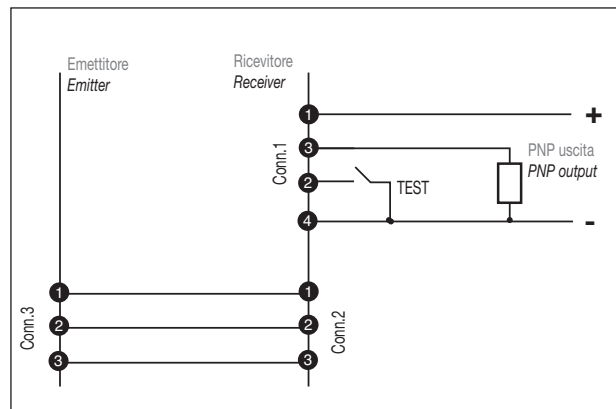 Emettitore
Emitter
Ricevitore
Receiver
1
+
3
PNP uscita
PNP output
Conn.1
2
TEST
4
-
1
1
Conn.3
2
2
Conn.2
3
3